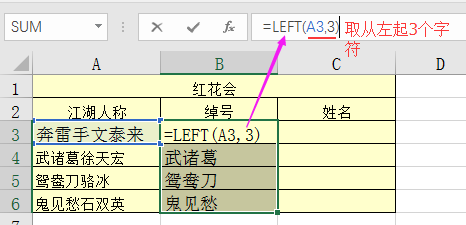 SUM
=LEFT(A3,3)
取从左起3个字符
A B C D
1 红花会
2 江湖人称 绰号 姓名
3 奔雷手文泰来 =LEFT(A3,3)
4 武诸葛徐天宏 武诸葛
5 鸳鸯刀骆冰 鸳鸯刀
6 鬼见愁石双英 鬼见愁